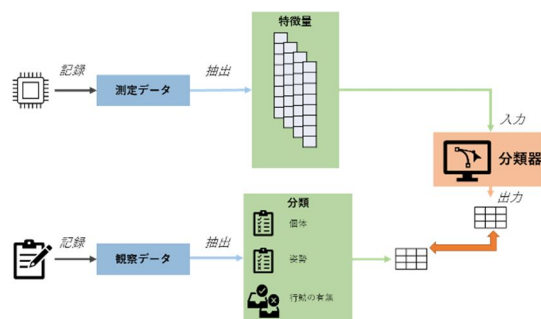 特徴量
記録
測定データ
抽出
入力
分類器
出力
分類
記録
観察データ
抽出
個体
姿勢
行動の有無